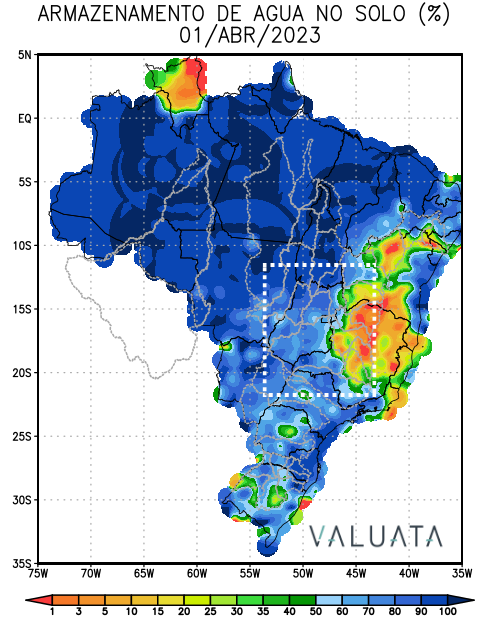 ARMAZENAMENTO DE AGUA NO SOLO (%)
01/ABR/2023
5N
EQ
5S
10S
15S
20S
25S
30S
35S
VALUATA
75W 70W 65W 60W 55W 50W 45W 40W 35W
1 3 5 10 15 20 25 30 35 40 50 60 70 80 90 100